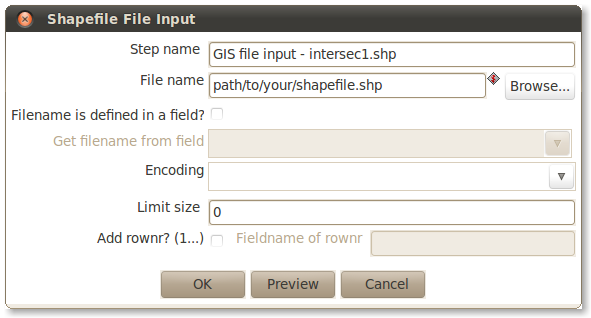 Shapefile File Input
Step name GIS file input - intersec1.shp
File name path/to/your/shapefile.shp Browse...
Filename is defined in a field?
Get filename from field
Encoding
Limit size 0
Add rownr? (1...) Fieldname of rownr
OK Preview Cancel